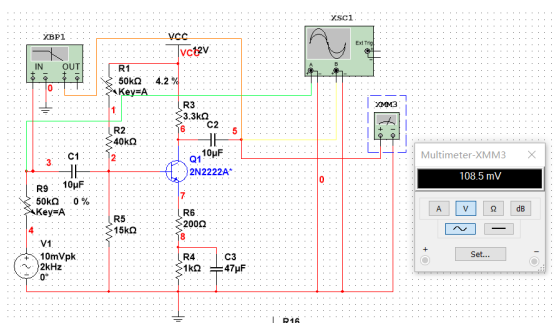 XSC1
XBP1
VCC
VCC 12V
Ext Trig
IN OUT
A B
R1
50kΩ 4.2 %
Key=A
0
1
R3
3.3kΩ
6
C2
5
10µF
XMM3
R2
40kΩ
2
Q1
2N2222A*
3
C1
10µF
Multimeter-XMM3
108.5 mV
A V Ω dB
Set...
+ -
R9
50kΩ 0 %
Key=A
4
0
7
R6
200Ω
8
R5
15kΩ
V1
10mVpk
2kHz
0°
R4
1kΩ
C3
47µF
R16